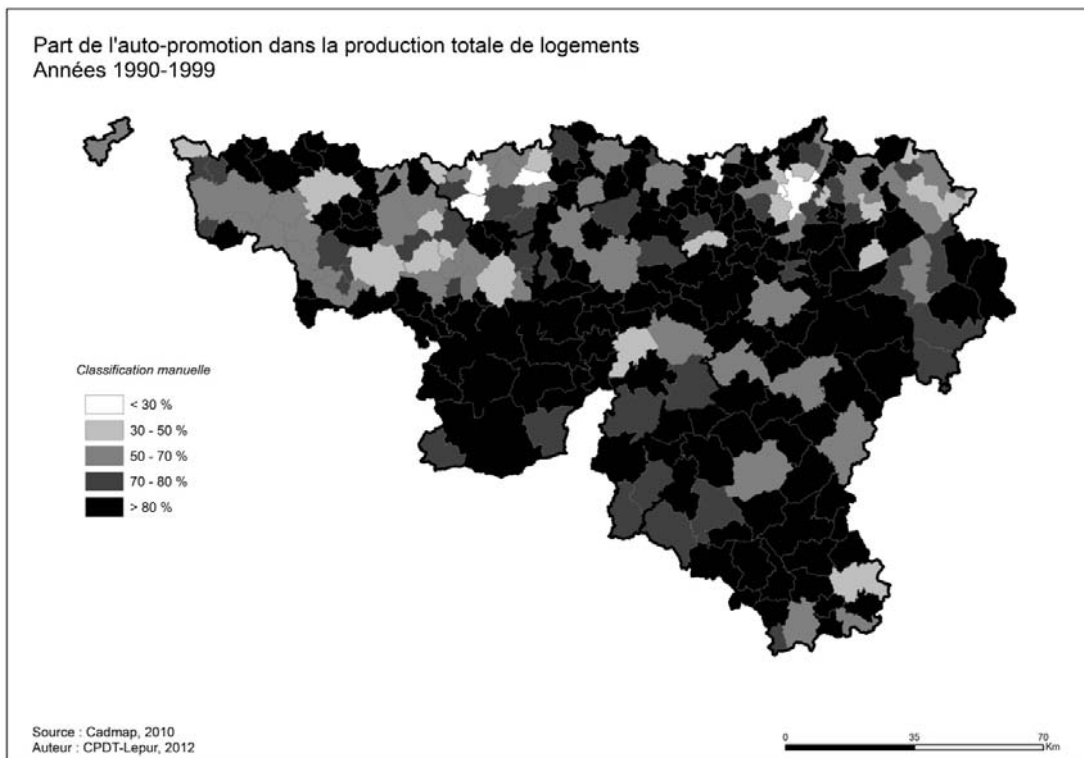 Part de l'auto-promotion dans la production totale de logements
Années 1990-1999
Classification manuelle
< 30 %
30 - 50 %
50 - 70 %
70 - 80 %
> 80 %
Source : Cadmap, 2010
Auteur : CPDT-Lepur, 2012
0 35 70
Km